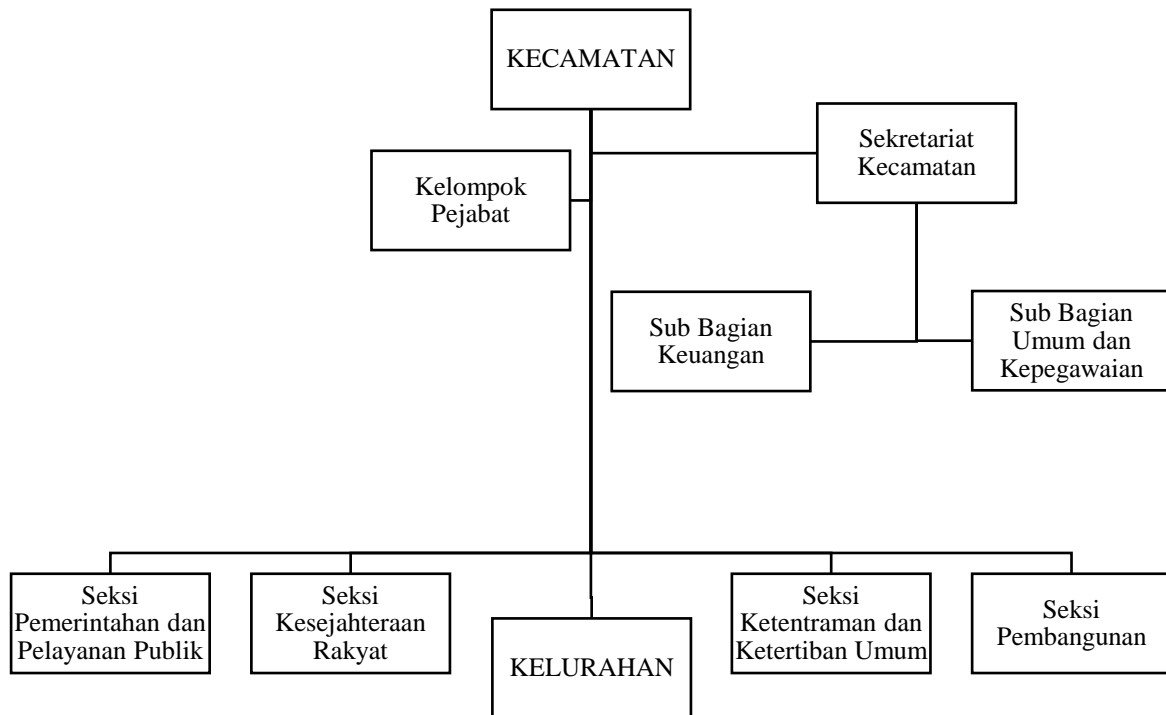 KECAMATAN
Sekretariat
Kecamatan
Kelompok
Pejabat
Sub Bagian
Keuangan
Sub Bagian
Umum dan
Kepegawaian
Seksi
Pemerintahan dan
Pelayanan Publik
Seksi
Kesejahteraan
Rakyat
KELURAHAN
Seksi
Ketentraman dan
Ketertiban Umum
Seksi
Pembangunan